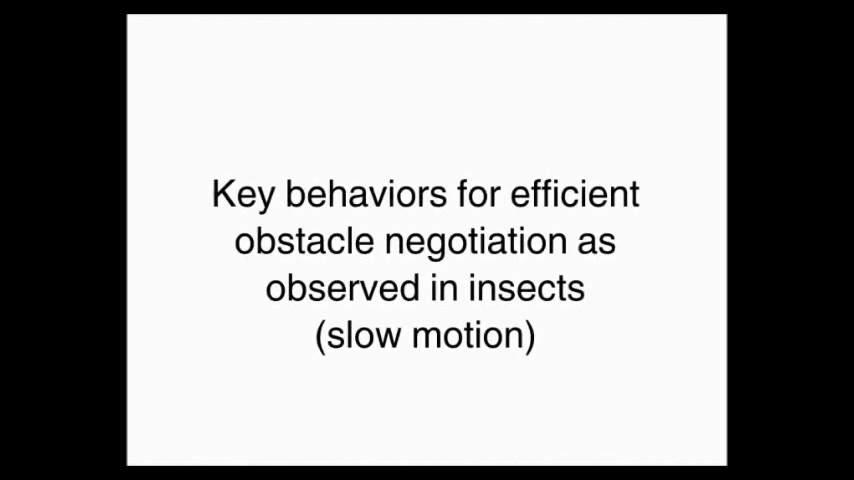 Key behaviors for efficient
obstacle negotiation as
observed in insects
(slow motion)